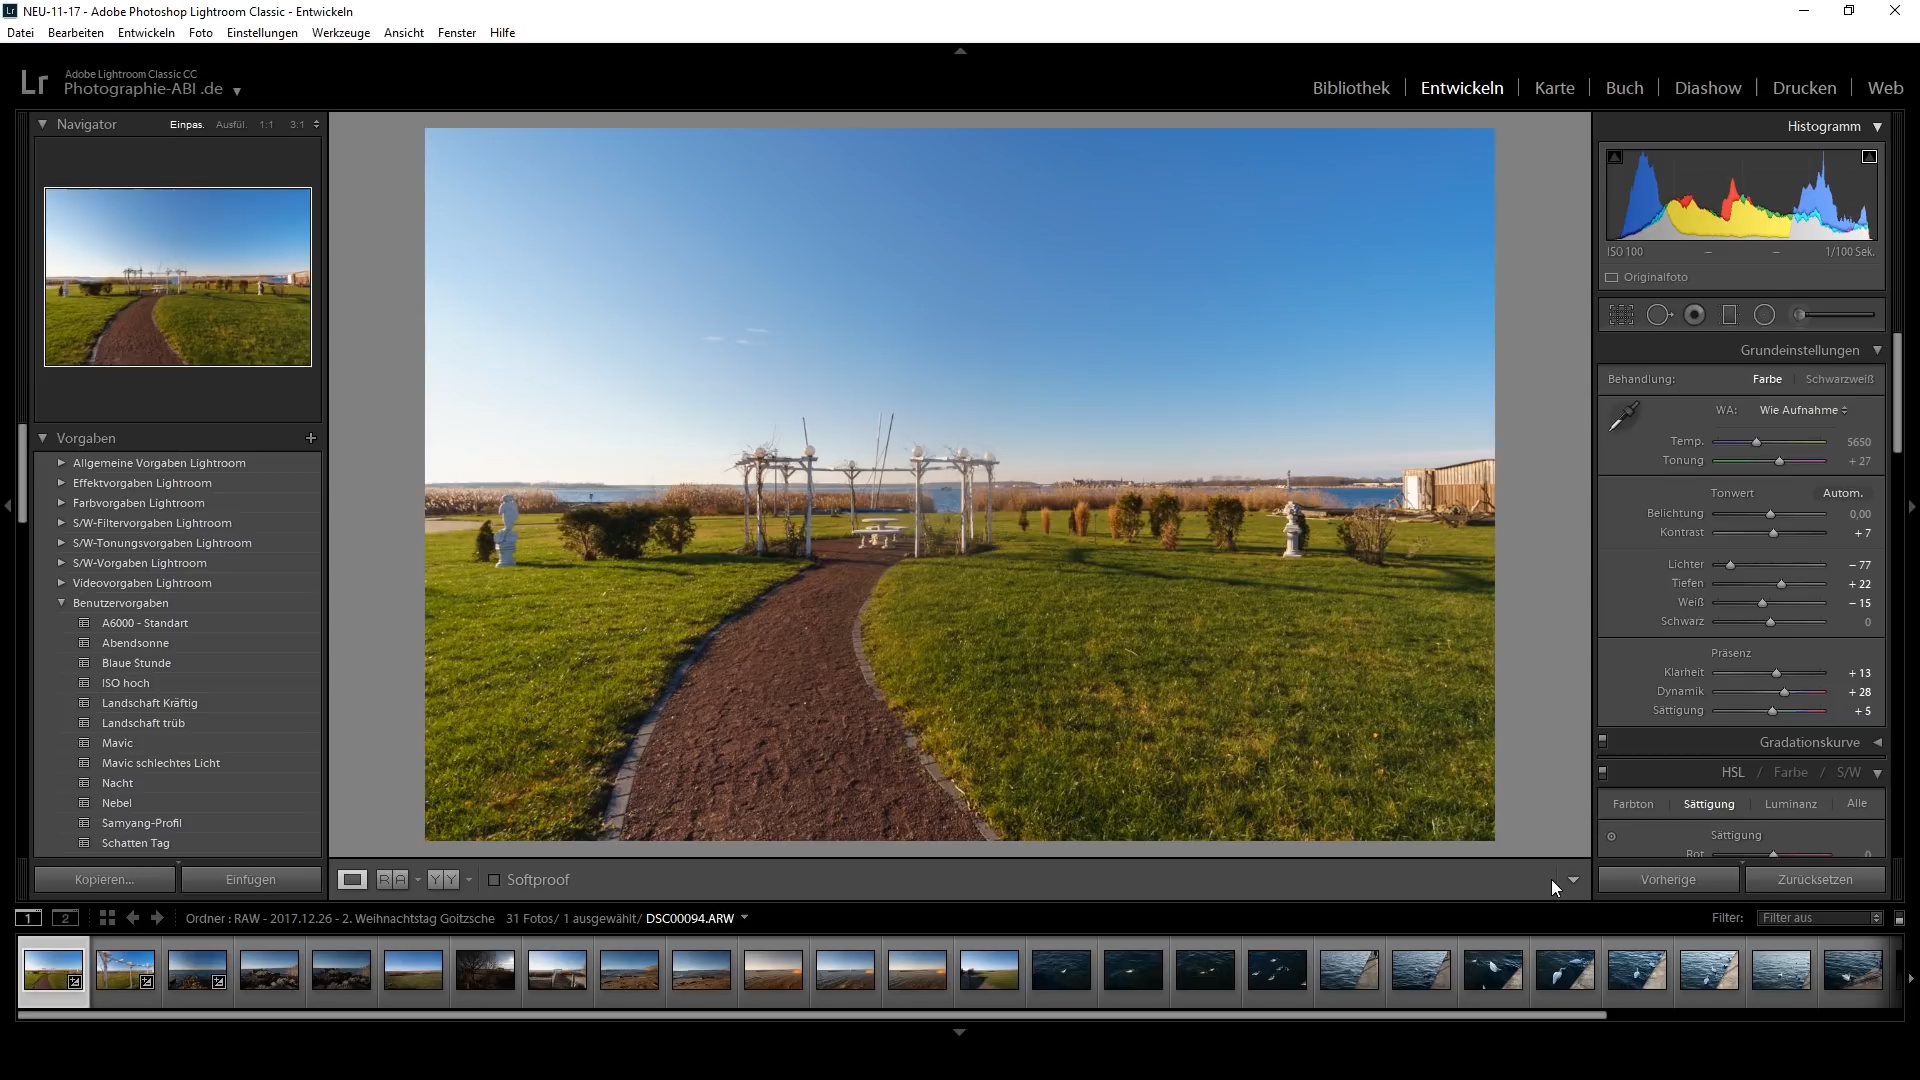 NEU-11-17 - Adobe Photoshop Lightroom Classic - Entwickeln
Datei Bearbeiten Entwickeln Foto Einstellungen Werkzeuge Ansicht Fenster Hilfe
Lr Adobe Lightroom Classic CC
Photographie-ABI .de
Bibliothek Entwickeln Karte Buch Diashow Drucken Web
Navigator Einpas. Ausfül. 1:1 3:1
Vorgaben +
Allgemeine Vorgaben Lightroom
Effektvorgaben Lightroom
Farbvorgaben Lightroom
S/W-Filtervorgaben Lightroom
S/W-Tonungsvorgaben Lightroom
S/W-Vorgaben Lightroom
Videovorgaben Lightroom
Benutzervorgaben
A6000 - Standart
Abendsonne
Blaue Stunde
ISO hoch
Landschaft Kräftig
Landschaft trüb
Mavic
Mavic schlechtes Licht
Nacht
Nebel
Samyang-Profil
Schatten Tag
Kopieren... Einfügen
R A Y Y Softproof
Histogramm
ISO 100 – – 1/100 Sek.
Originalfoto
Grundeinstellungen
Behandlung: Farbe Schwarzweiß
WA: Wie Aufnahme
Temp. 5650
Tonung + 27
Tonwert Autom.
Belichtung 0,00
Kontrast + 7
Lichter – 77
Tiefen + 22
Weiß – 15
Schwarz 0
Präsenz
Klarheit + 13
Dynamik + 28
Sättigung + 5
Gradationskurve
HSL / Farbe / S/W
Farbton Sättigung Luminanz Alle
Sättigung
Rot 0
Vorherige Zurücksetzen
1 2 Ordner : RAW - 2017.12.26 - 2. Weihnachtstag Goitzsche 31 Fotos/ 1 ausgewählt/ DSC00094.ARW Filter: Filter aus